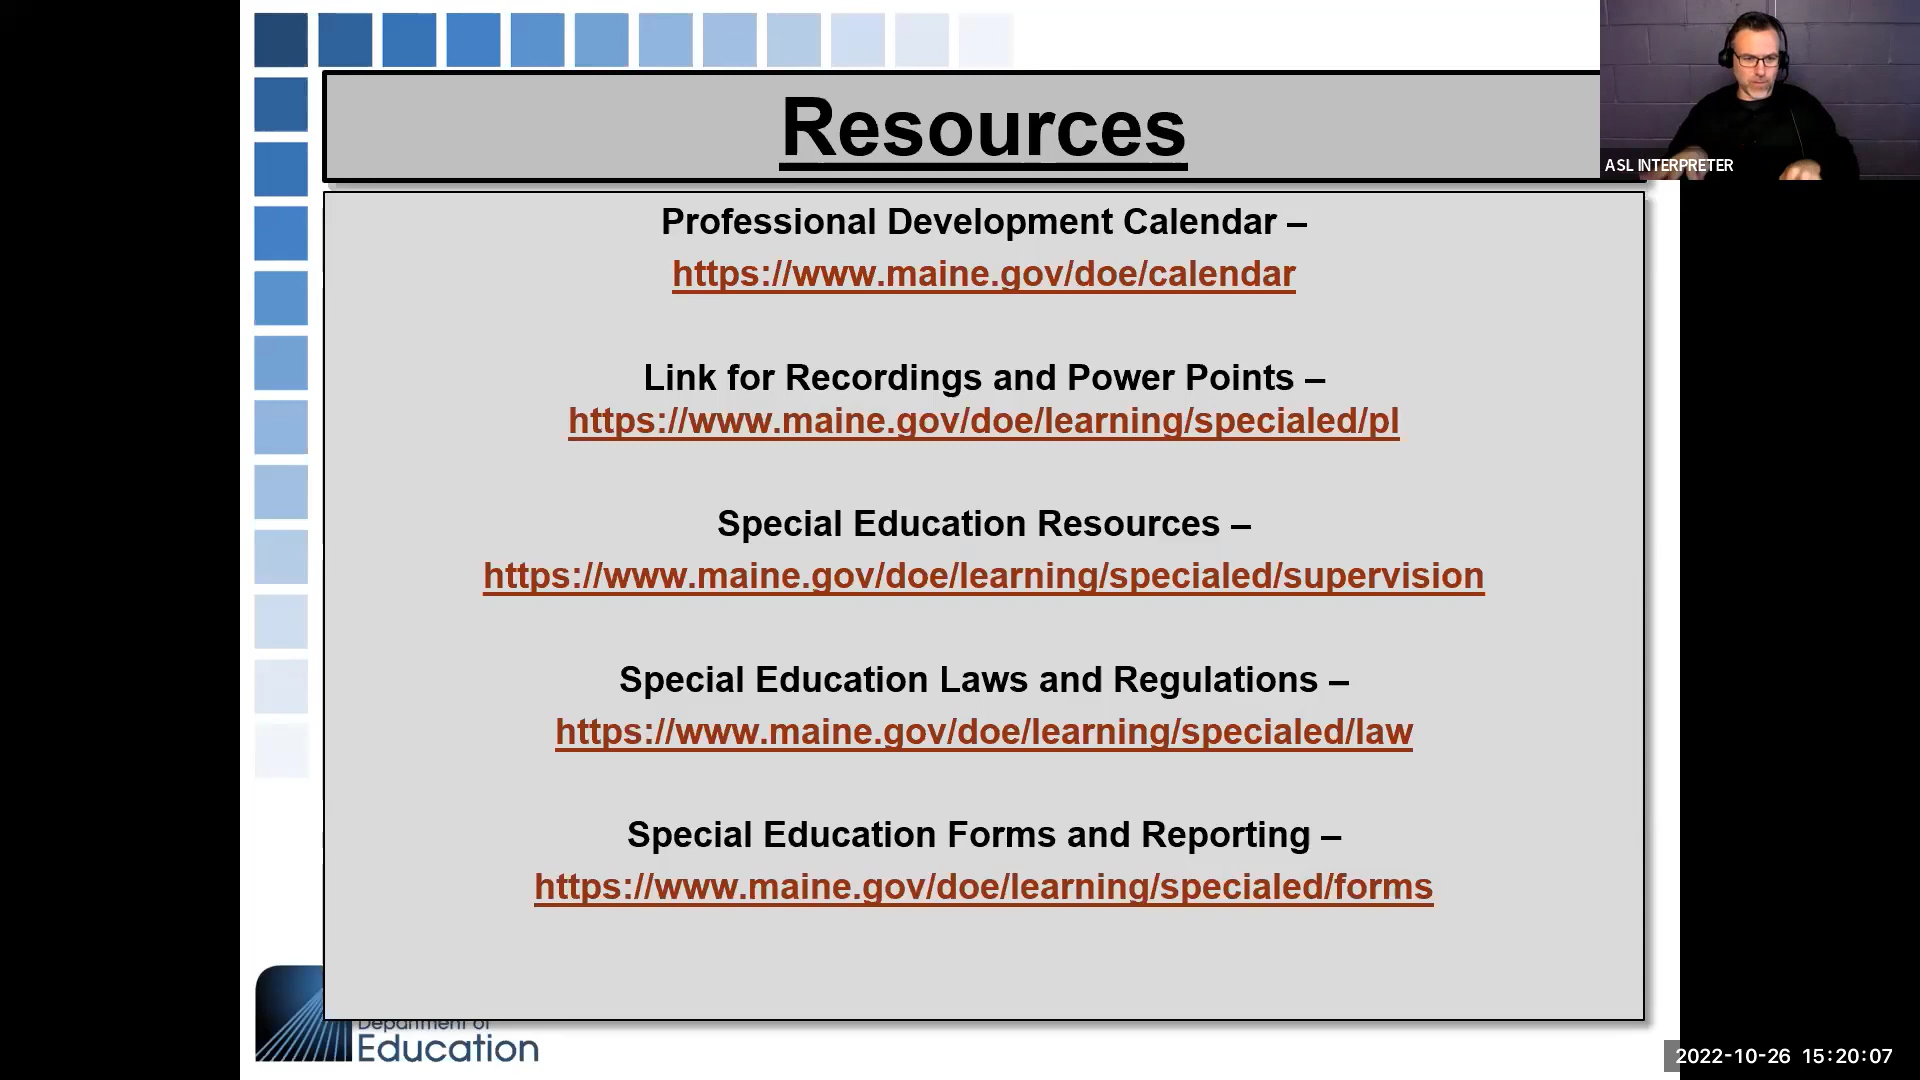 Resources
ASL INTERPRETER
Professional Development Calendar –
https://www.maine.gov/doe/calendar
Link for Recordings and Power Points –
https://www.maine.gov/doe/learning/specialed/pl
Special Education Resources –
https://www.maine.gov/doe/learning/specialed/supervision
Special Education Laws and Regulations –
https://www.maine.gov/doe/learning/specialed/law
Special Education Forms and Reporting –
https://www.maine.gov/doe/learning/specialed/forms
Department of
Education
2022-10-26 15:20:07